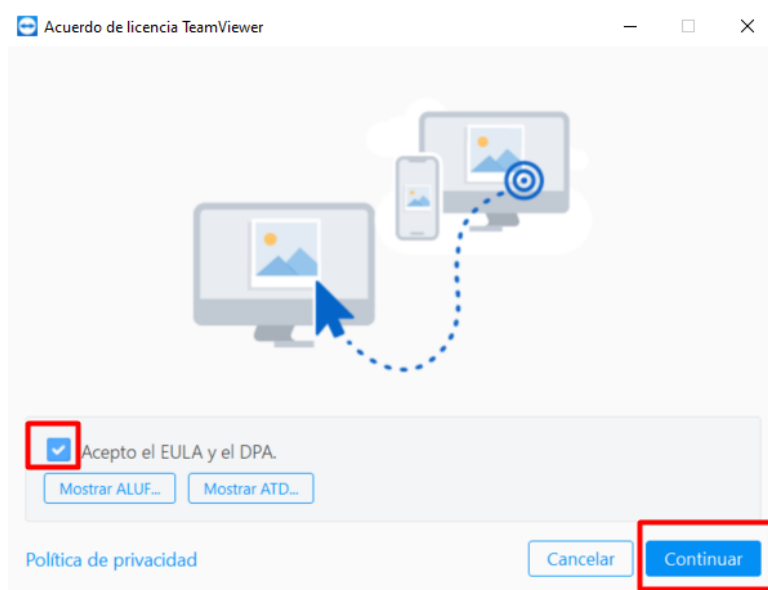 Acuerdo de licencia TeamViewer
Acepto el EULA y el DPA.
Mostrar ALUF...
Mostrar ATD...
Política de privacidad
Cancelar
Continuar